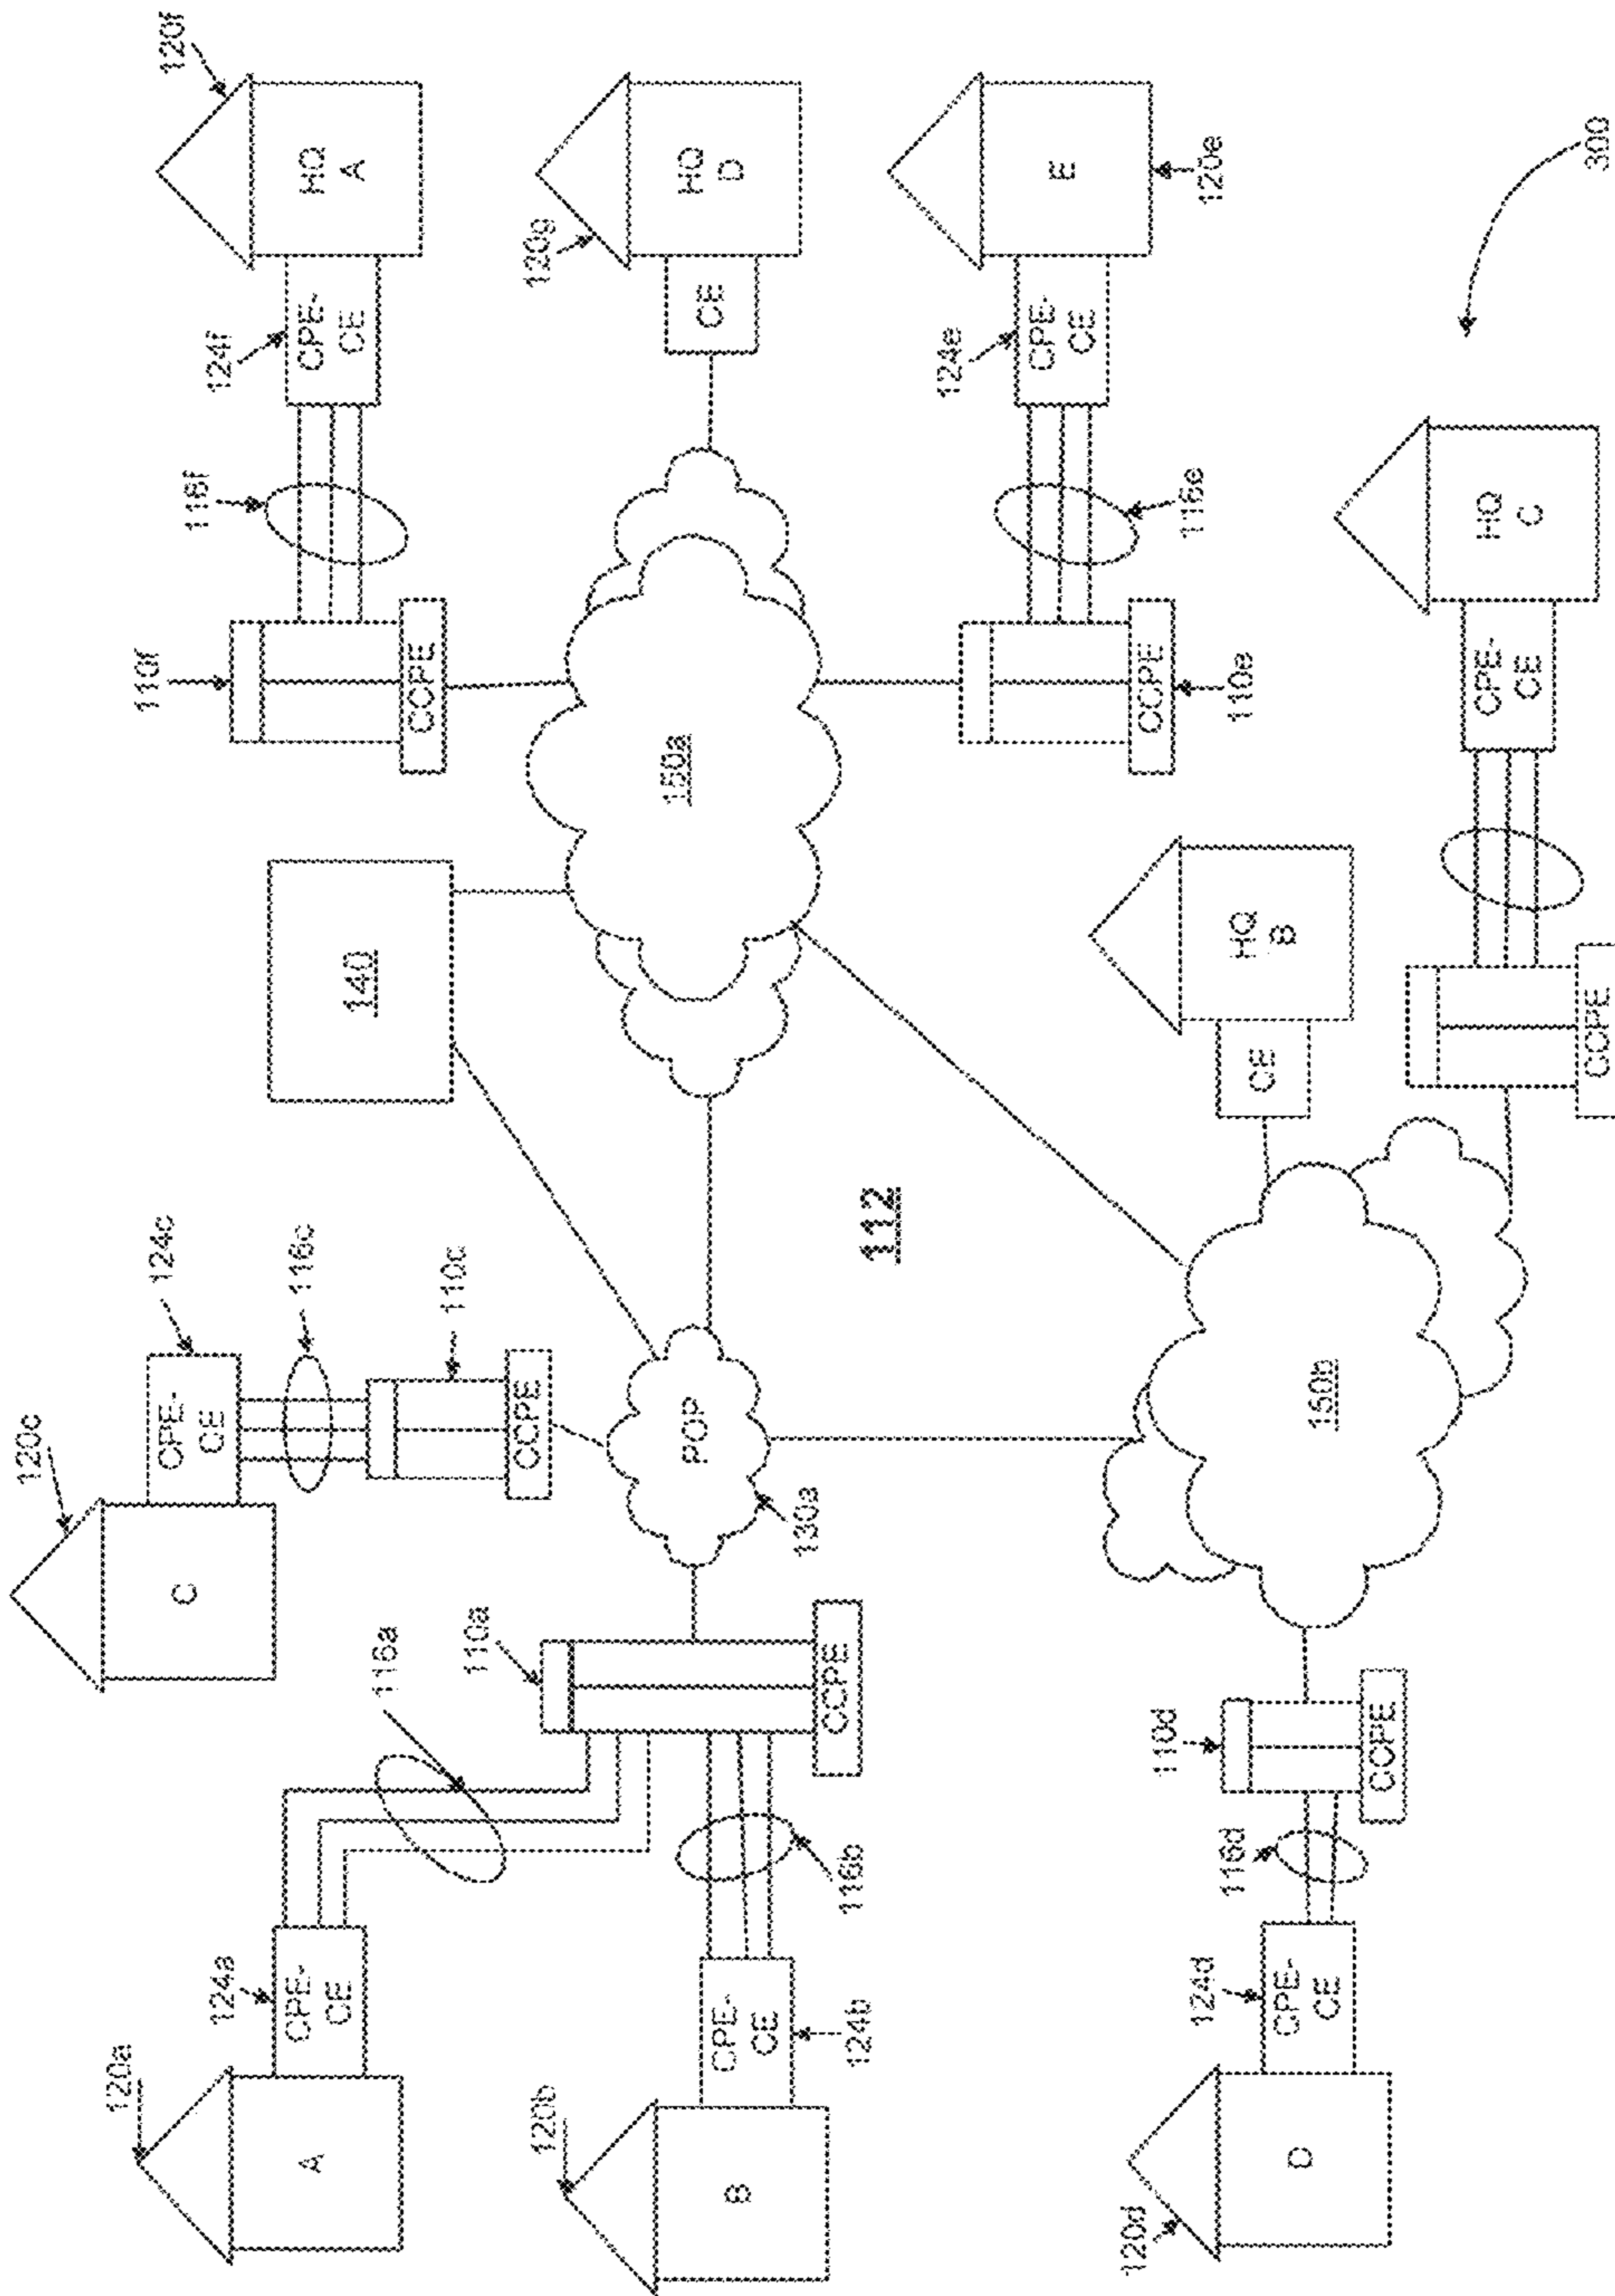 120c
124c
C
CPE-
CE
116c
110c
CCPE
140
110f
CCPE
116f
124f
CPE-
CE
120f
HQ
A
120a
A
124a
CPE-
CE
116a
110a
CCPE
POP
130a
150a
120g
CE
HQ
D
120b
B
CPE-
CE
124b
116b
112
CCPE
110e
116e
124e
CPE-
CE
E
120e
120d
D
124d
CPE-
CE
116d
110d
CCPE
150b
CE
HQ
B
CCPE
CPE-
CE
HQ
C
300